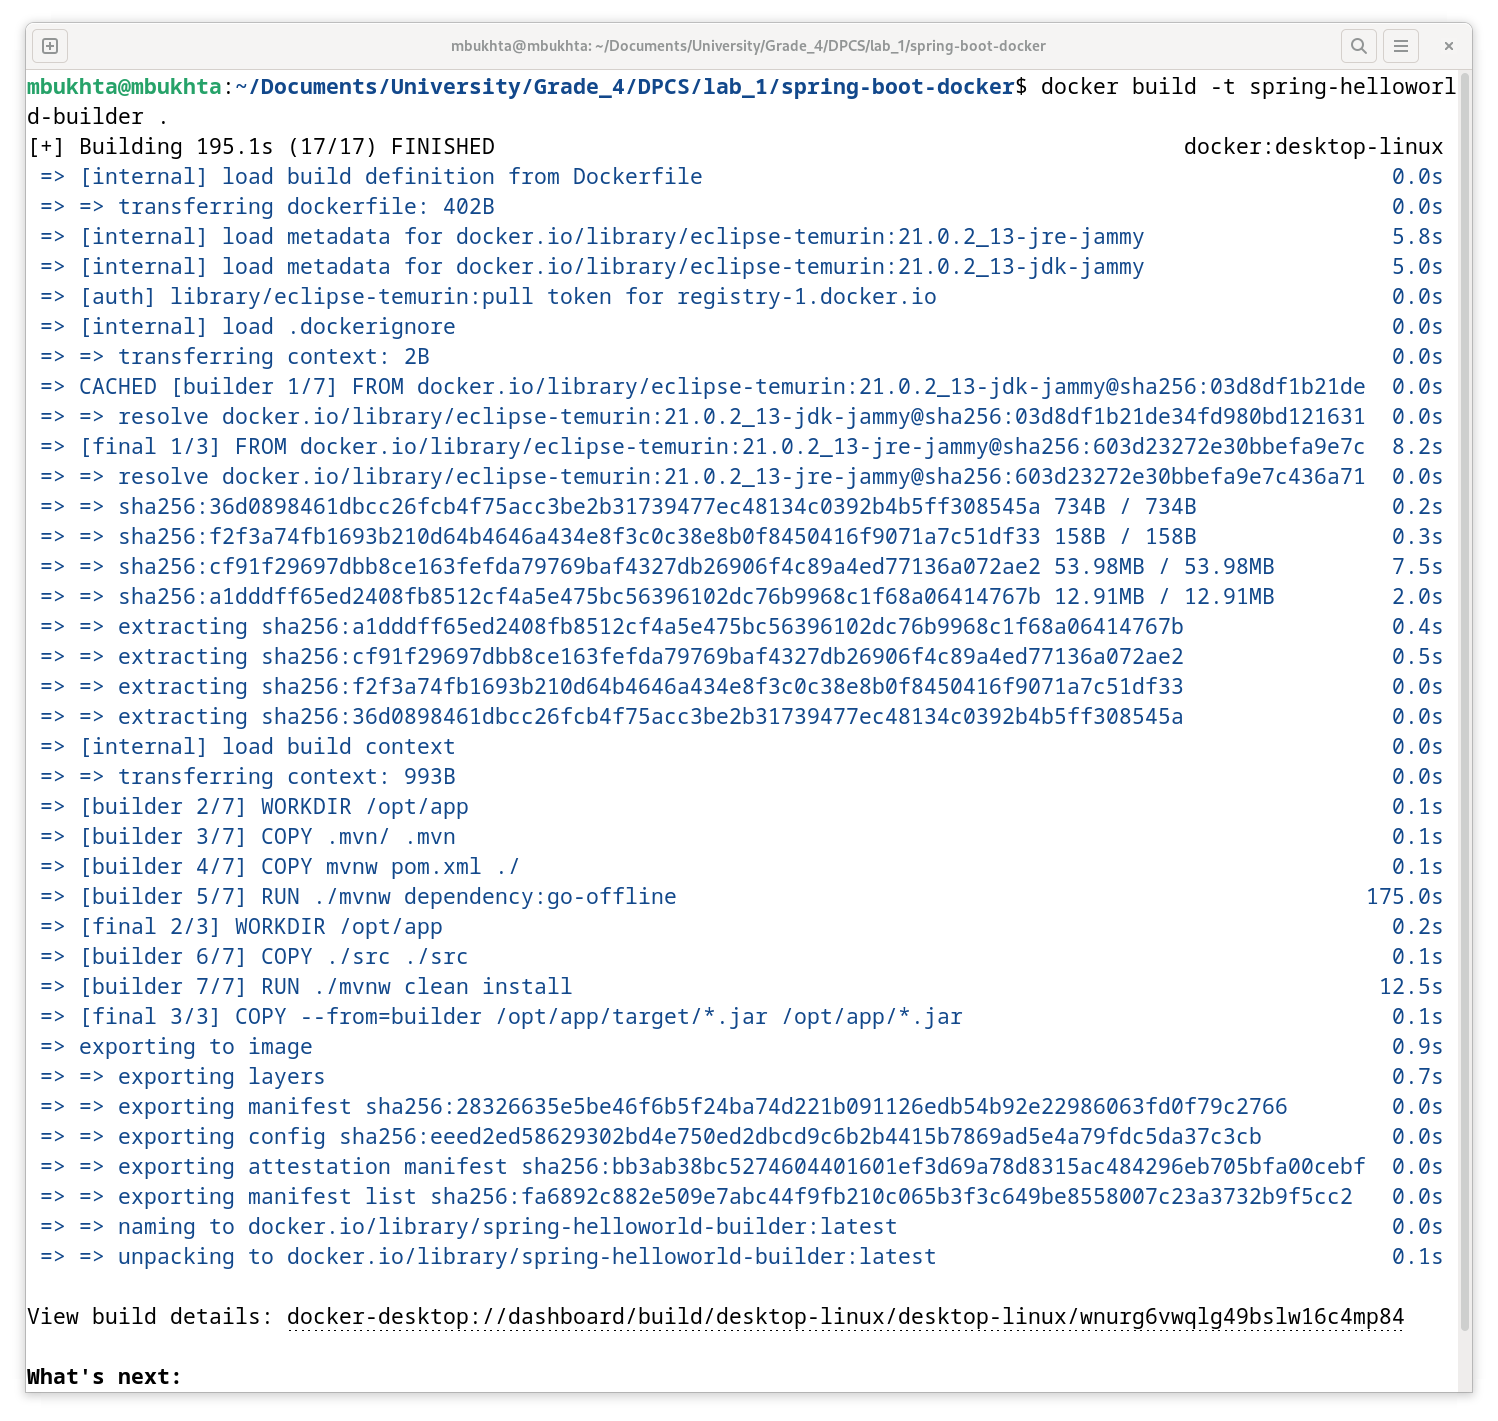 mbukhta@mbukhta: ~/Documents/University/Grade_4/DPCS/lab_1/spring-boot-docker
mbukhta@mbukhta:~/Documents/University/Grade_4/DPCS/lab_1/spring-boot-docker$ docker build -t spring-helloworl
d-builder .
[+] Building 195.1s (17/17) FINISHED docker:desktop-linux
=> [internal] load build definition from Dockerfile 0.0s
=> => transferring dockerfile: 402B 0.0s
=> [internal] load metadata for docker.io/library/eclipse-temurin:21.0.2_13-jre-jammy 5.8s
=> [internal] load metadata for docker.io/library/eclipse-temurin:21.0.2_13-jdk-jammy 5.0s
=> [auth] library/eclipse-temurin:pull token for registry-1.docker.io 0.0s
=> [internal] load .dockerignore 0.0s
=> => transferring context: 2B 0.0s
=> CACHED [builder 1/7] FROM docker.io/library/eclipse-temurin:21.0.2_13-jdk-jammy@sha256:03d8df1b21de 0.0s
=> => resolve docker.io/library/eclipse-temurin:21.0.2_13-jdk-jammy@sha256:03d8df1b21de34fd980bd121631 0.0s
=> [final 1/3] FROM docker.io/library/eclipse-temurin:21.0.2_13-jre-jammy@sha256:603d23272e30bbefa9e7c 8.2s
=> => resolve docker.io/library/eclipse-temurin:21.0.2_13-jre-jammy@sha256:603d23272e30bbefa9e7c436a71 0.0s
=> => sha256:36d0898461dbcc26fcb4f75acc3be2b31739477ec48134c0392b4b5ff308545a 734B / 734B 0.2s
=> => sha256:f2f3a74fb1693b210d64b4646a434e8f3c0c38e8b0f8450416f9071a7c51df33 158B / 158B 0.3s
=> => sha256:cf91f29697dbb8ce163fefda79769baf4327db26906f4c89a4ed77136a072ae2 53.98MB / 53.98MB 7.5s
=> => sha256:a1dddff65ed2408fb8512cf4a5e475bc56396102dc76b9968c1f68a06414767b 12.91MB / 12.91MB 2.0s
=> => extracting sha256:a1dddff65ed2408fb8512cf4a5e475bc56396102dc76b9968c1f68a06414767b 0.4s
=> => extracting sha256:cf91f29697dbb8ce163fefda79769baf4327db26906f4c89a4ed77136a072ae2 0.5s
=> => extracting sha256:f2f3a74fb1693b210d64b4646a434e8f3c0c38e8b0f8450416f9071a7c51df33 0.0s
=> => extracting sha256:36d0898461dbcc26fcb4f75acc3be2b31739477ec48134c0392b4b5ff308545a 0.0s
=> [internal] load build context 0.0s
=> => transferring context: 993B 0.0s
=> [builder 2/7] WORKDIR /opt/app 0.1s
=> [builder 3/7] COPY .mvn/ .mvn 0.1s
=> [builder 4/7] COPY mvnw pom.xml ./ 0.1s
=> [builder 5/7] RUN ./mvnw dependency:go-offline 175.0s
=> [final 2/3] WORKDIR /opt/app 0.2s
=> [builder 6/7] COPY ./src ./src 0.1s
=> [builder 7/7] RUN ./mvnw clean install 12.5s
=> [final 3/3] COPY --from=builder /opt/app/target/*.jar /opt/app/*.jar 0.1s
=> exporting to image 0.9s
=> => exporting layers 0.7s
=> => exporting manifest sha256:28326635e5be46f6b5f24ba74d221b091126edb54b92e22986063fd0f79c2766 0.0s
=> => exporting config sha256:eeed2ed58629302bd4e750ed2dbcd9c6b2b4415b7869ad5e4a79fdc5da37c3cb 0.0s
=> => exporting attestation manifest sha256:bb3ab38bc5274604401601ef3d69a78d8315ac484296eb705bfa00cebf 0.0s
=> => exporting manifest list sha256:fa6892c882e509e7abc44f9fb210c065b3f3c649be8558007c23a3732b9f5cc2 0.0s
=> => naming to docker.io/library/spring-helloworld-builder:latest 0.0s
=> => unpacking to docker.io/library/spring-helloworld-builder:latest 0.1s
View build details: docker-desktop://dashboard/build/desktop-linux/desktop-linux/wnurg6vwqlg49bslw16c4mp84
What's next: